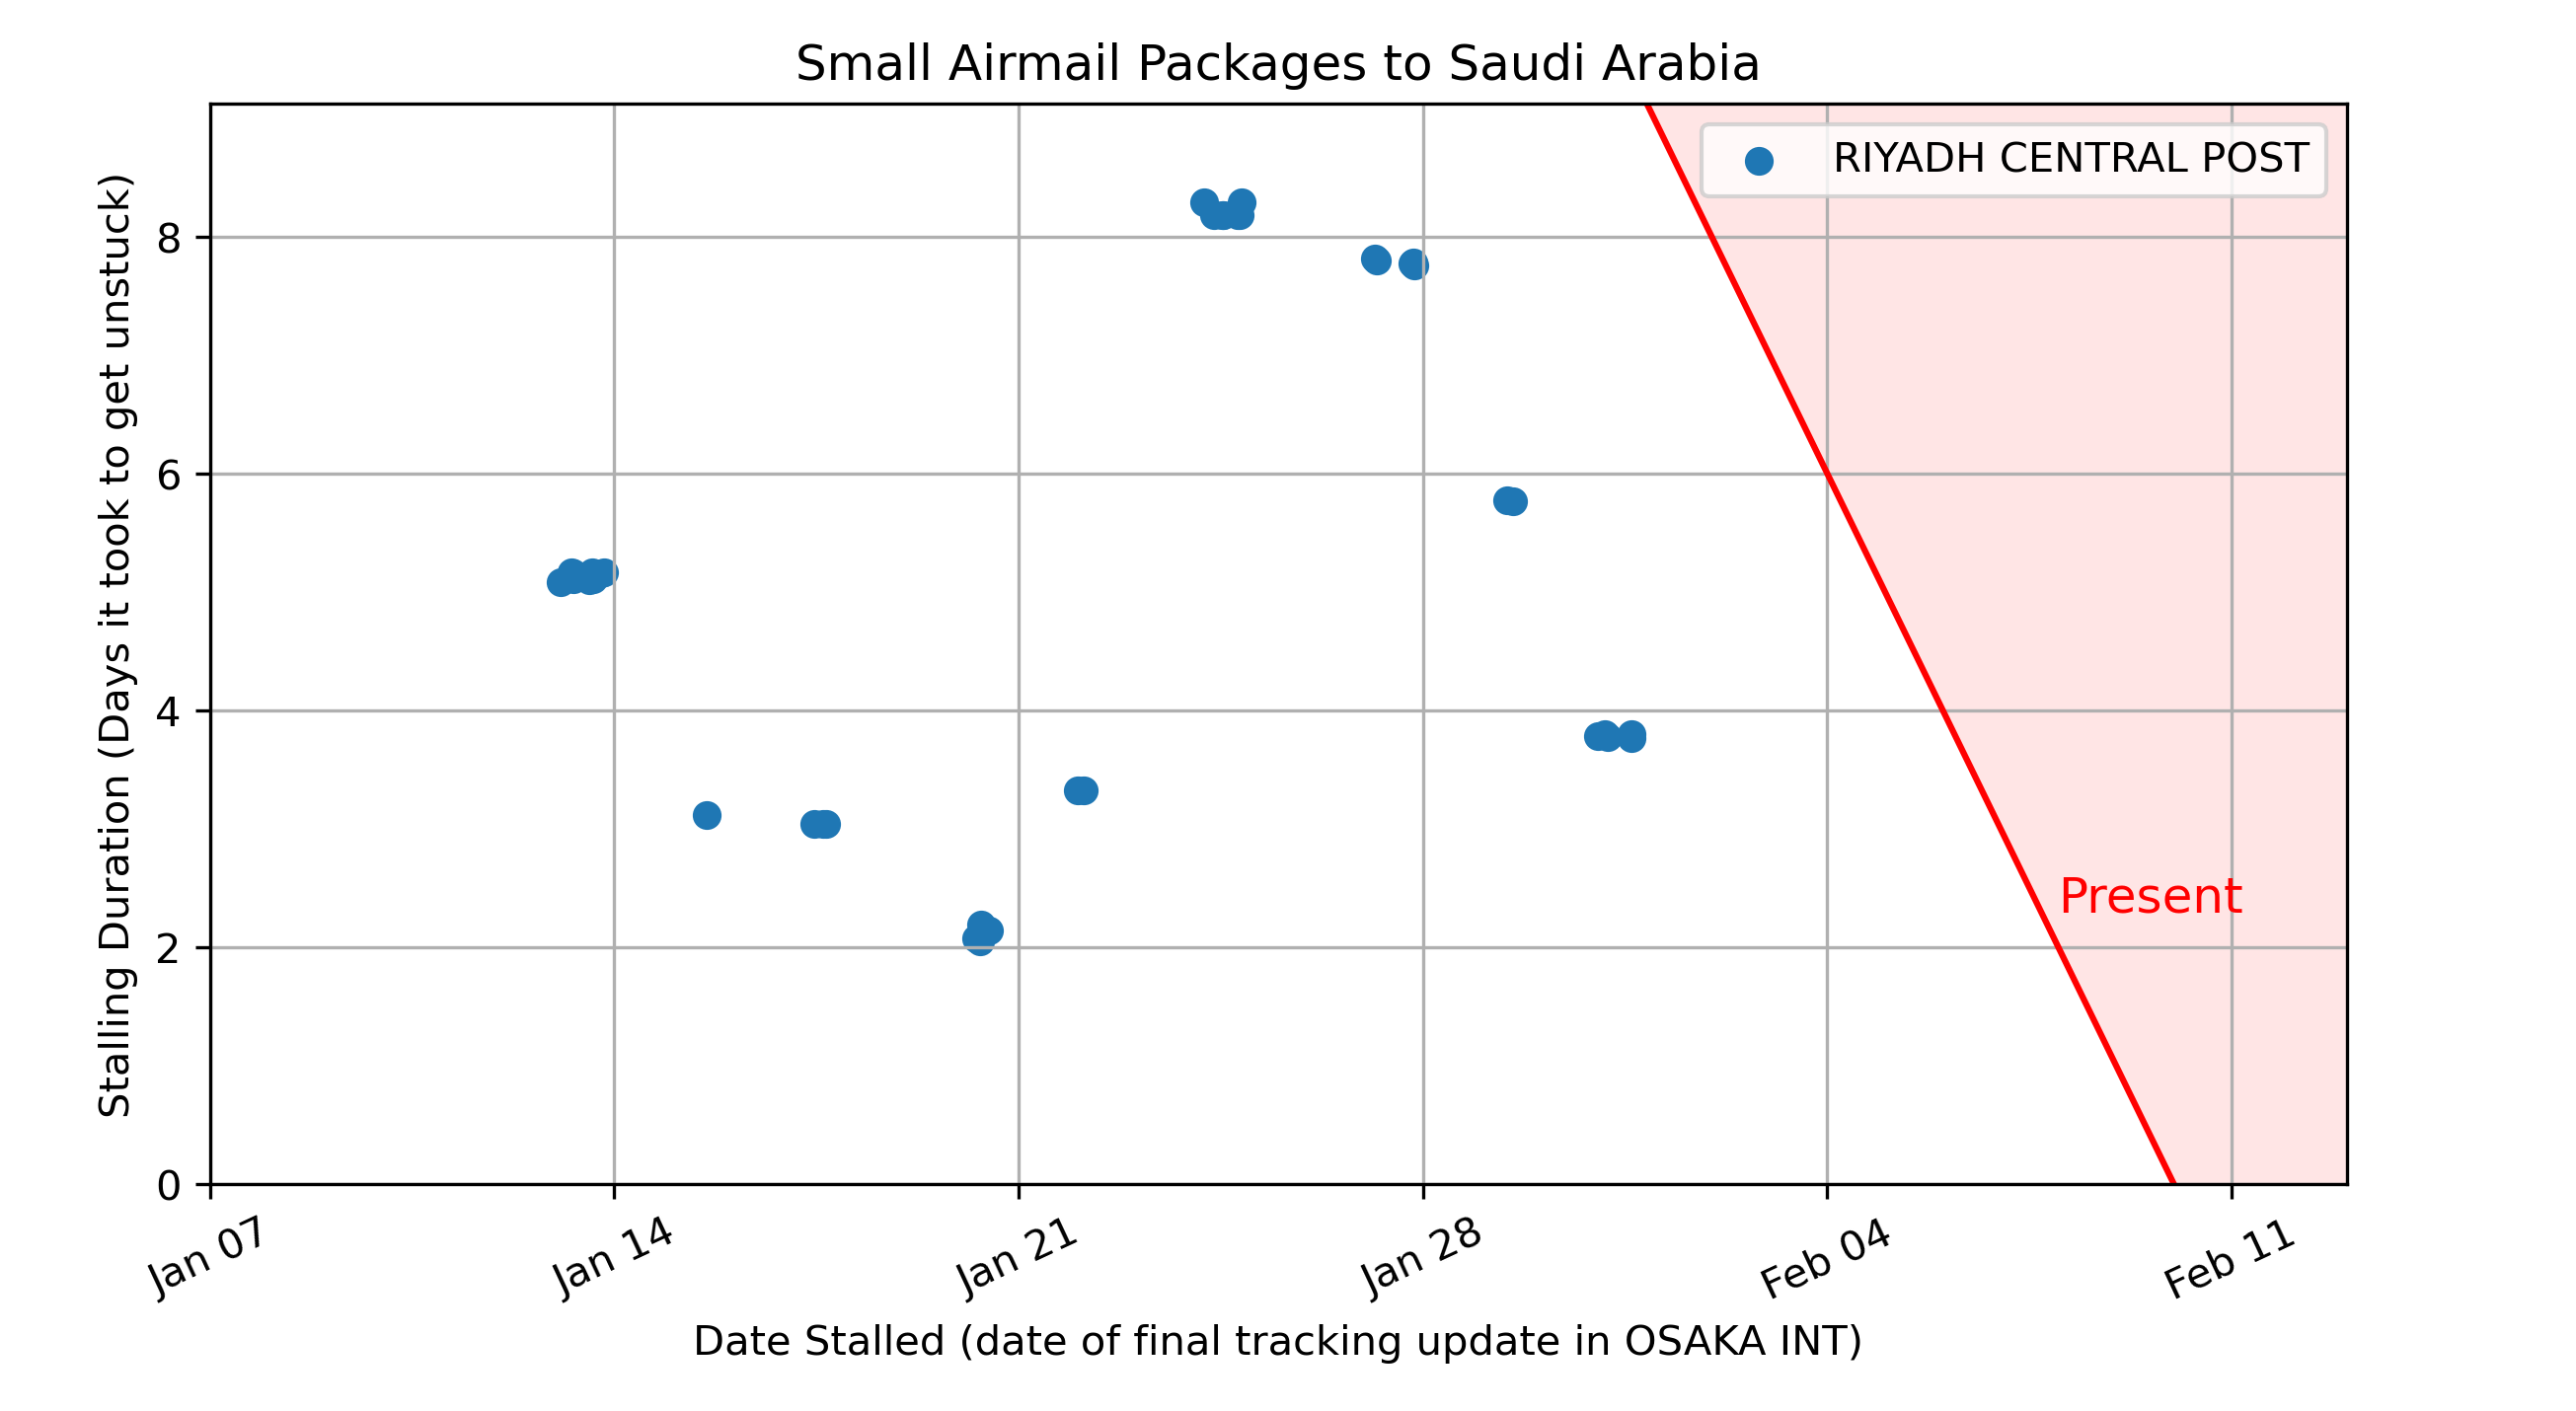 Small Airmail Packages to Saudi Arabia
RIYADH CENTRAL POST
Stalling Duration (Days it took to get unstuck)
8
6
4
2
0
Present
Jan 07
Jan 14
Jan 21
Jan 28
Feb 04
Feb 11
Date Stalled (date of final tracking update in OSAKA INT)